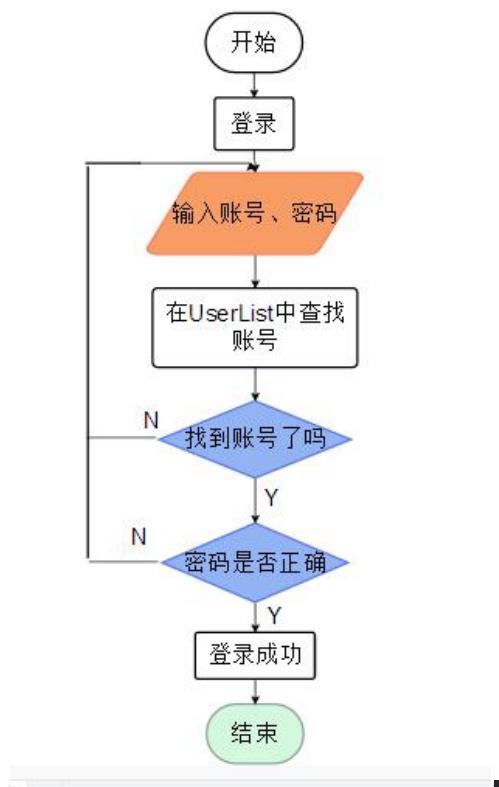 开始
登录
输入账号、密码
在UserList中查找
账号
N
找到账号了吗
Y
N
密码是否正确
Y
登录成功
结束